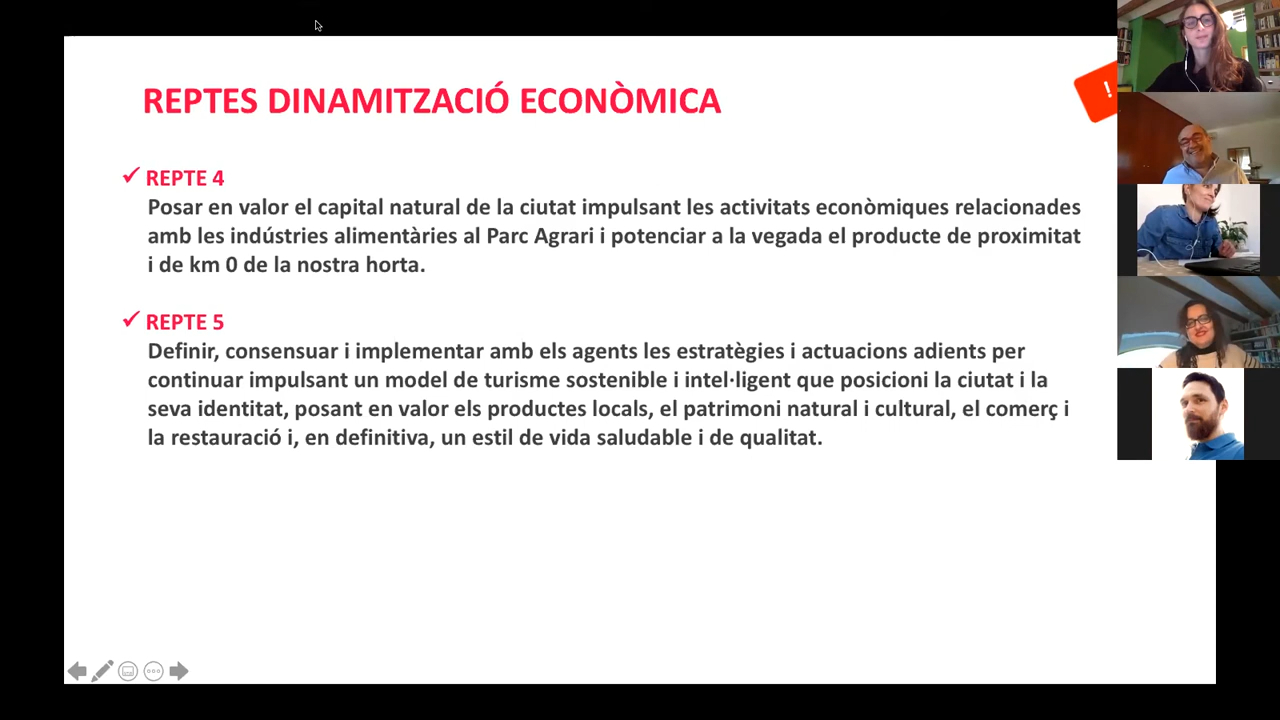 REPTES DINAMITZACIÓ ECONÒMICA
!
✓ REPTE 4
Posar en valor el capital natural de la ciutat impulsant les activitats econòmiques relacionades
amb les indústries alimentàries al Parc Agrari i potenciar a la vegada el producte de proximitat
i de km 0 de la nostra horta.
✓ REPTE 5
Definir, consensuar i implementar amb els agents les estratègies i actuacions adients per
continuar impulsant un model de turisme sostenible i intel·ligent que posicioni la ciutat i la
seva identitat, posant en valor els productes locals, el patrimoni natural i cultural, el comerç i
la restauració i, en definitiva, un estil de vida saludable i de qualitat.